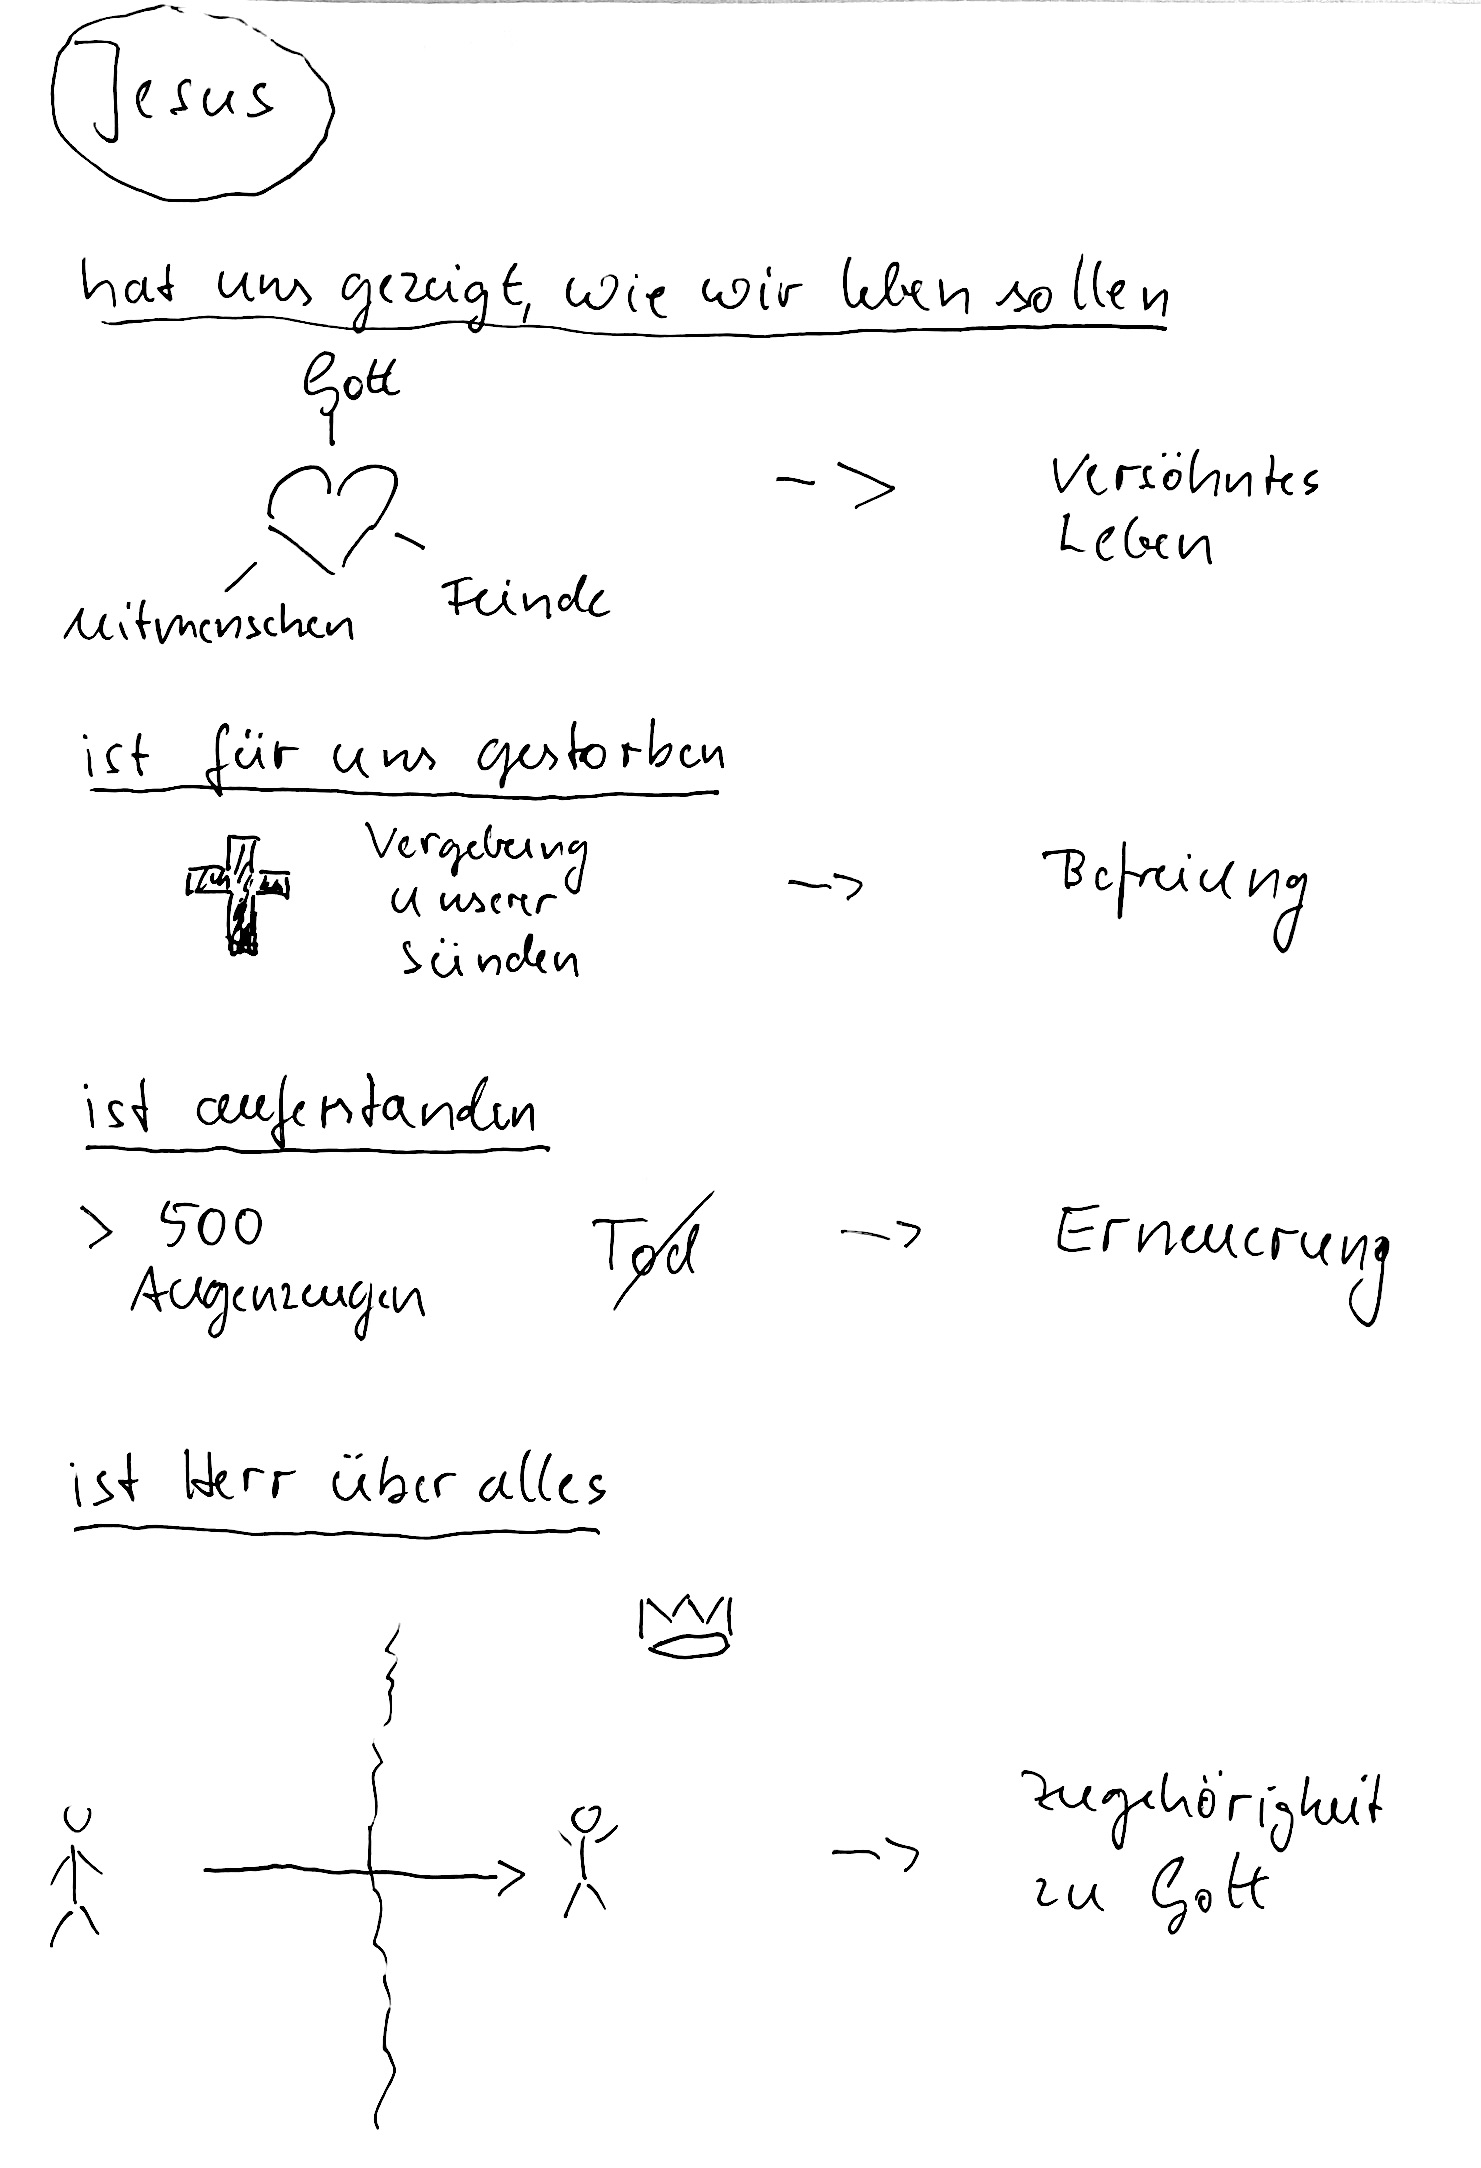 Jesus
hat uns gezeigt, wie wir leben sollen
Gott
Mitmenschen
Feinde
->
Versöhntes
Leben
ist für uns gestorben
Vergebung
unserer
Sünden
->
Befreiung
ist auferstanden
> 500
Augenzeugen
Tod
->
Erneuerung
ist Herr über alles
->
Zugehörigkeit
zu Gott